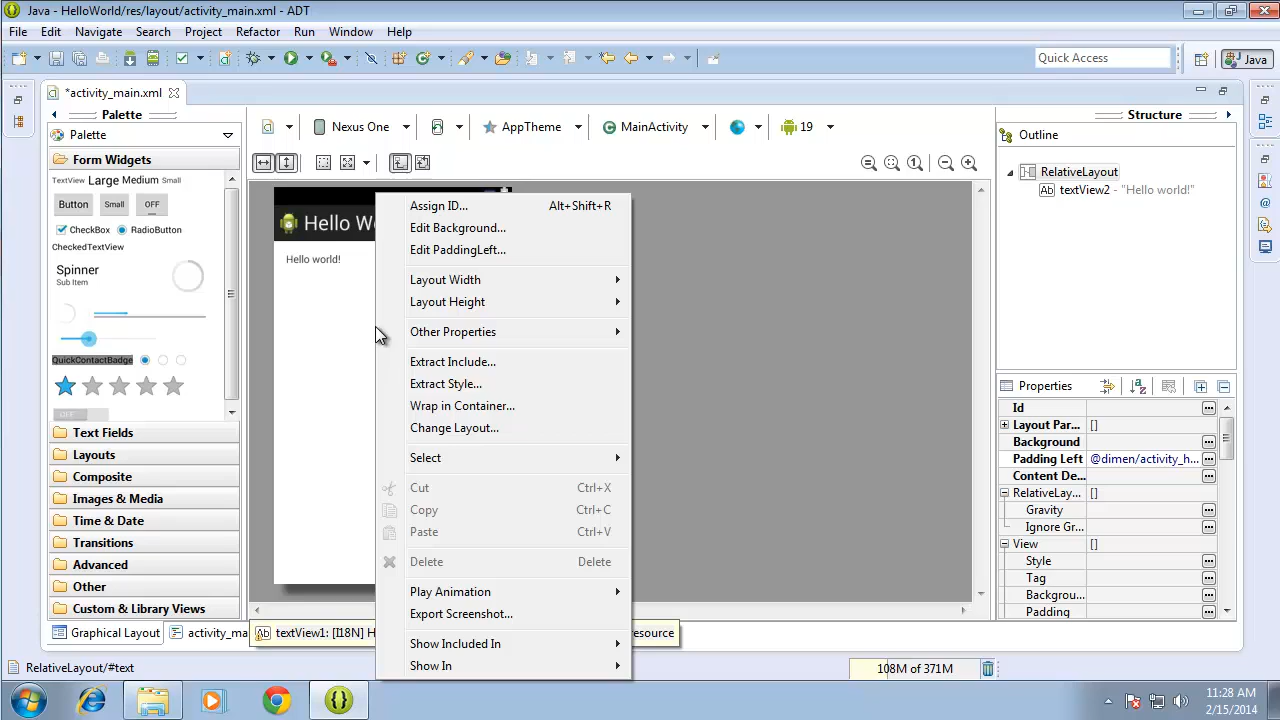 Java - HelloWorld/res/layout/activity_main.xml - ADT
File Edit Navigate Search Project Refactor Run Window Help
Quick Access
Java
*activity_main.xml
Palette
Palette
Form Widgets
TextView Large Medium Small
Button Small OFF
CheckBox RadioButton
CheckedTextView
Spinner
Sub Item
QuickContactBadge
OFF
Text Fields
Layouts
Composite
Images & Media
Time & Date
Transitions
Advanced
Other
Custom & Library Views
Graphical Layout
activity_ma
Nexus One
AppTheme
MainActivity
19
Hello W
Hello world!
Assign ID... Alt+Shift+R
Edit Background...
Edit PaddingLeft...
Layout Width
Layout Height
Other Properties
Extract Include...
Extract Style...
Wrap in Container...
Change Layout...
Select
Cut Ctrl+X
Copy Ctrl+C
Paste Ctrl+V
Delete Delete
Play Animation
Export Screenshot...
Show Included In
Show In
textView1: [I18N] H
resource
Structure
Outline
RelativeLayout
textView2 - "Hello world!"
Properties
Id
Layout Par... []
Background
Padding Left @dimen/activity_h...
Content De...
RelativeLay... []
Gravity
Ignore Gr...
View []
Style
Tag
Backgrou...
Padding
RelativeLayout/#text
108M of 371M
11:28 AM
2/15/2014